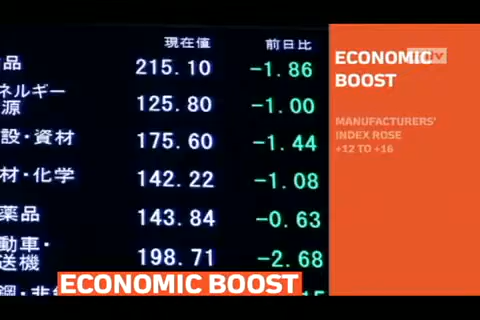 現在値 前日比
品 215.10 -1.86
ネルギー
源 125.80 -1.00
設・資材 175.60 -1.44
材・化学 142.22 -1.08
薬品 143.84 -0.63
動車・
送機 198.71 -2.68
鋼・非鉄
ECONOMIC
BOOST
MANUFACTURERS'
INDEX ROSE
+12 TO +16
ECONOMIC BOOST